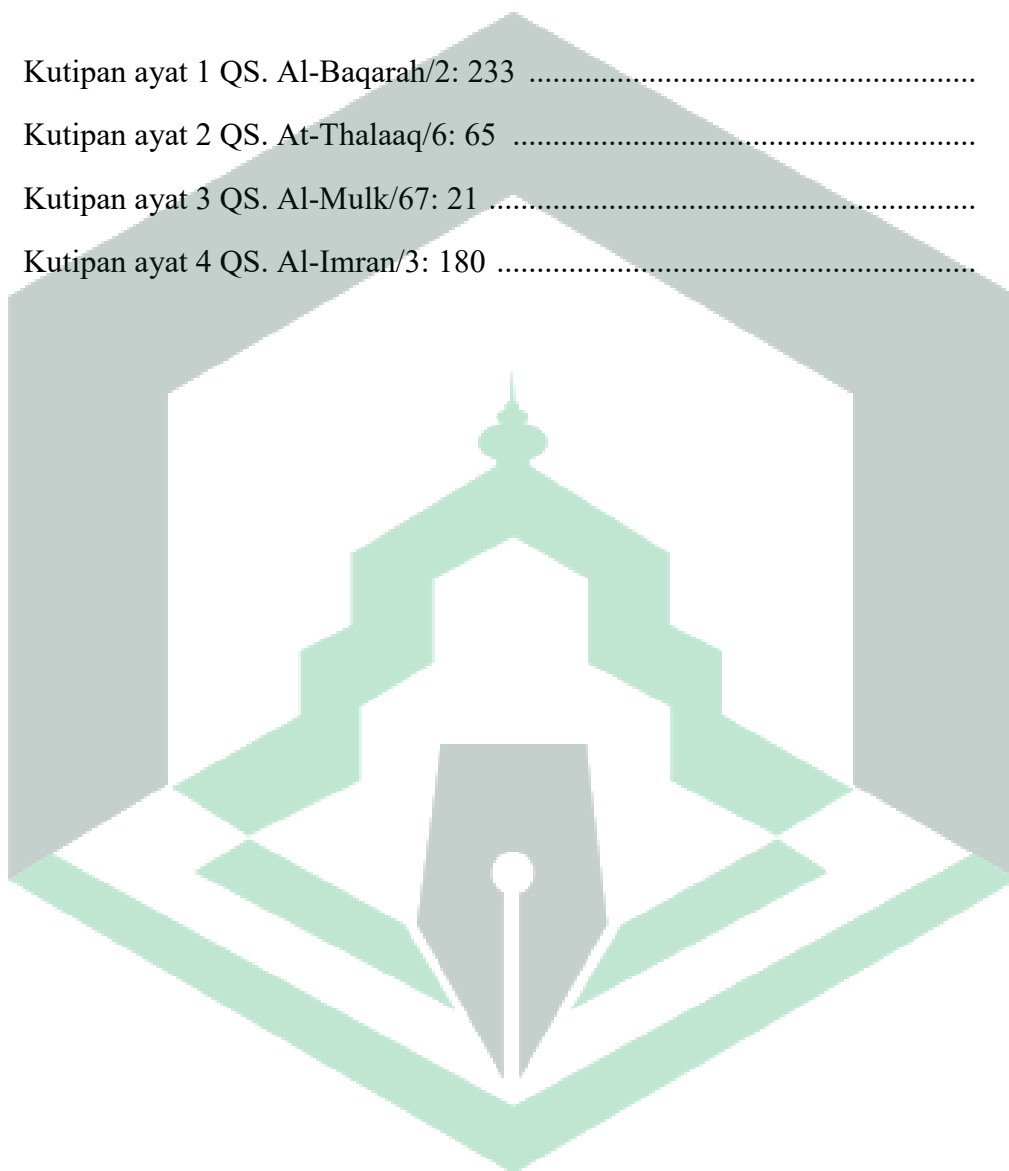 Kutipan ayat 1 QS. Al-Baqarah/2: 233 ........................................................
Kutipan ayat 2 QS. At-Thalaaq/6: 65 ..........................................................
Kutipan ayat 3 QS. Al-Mulk/67: 21 .............................................................
Kutipan ayat 4 QS. Al-Imran/3: 180 ............................................................